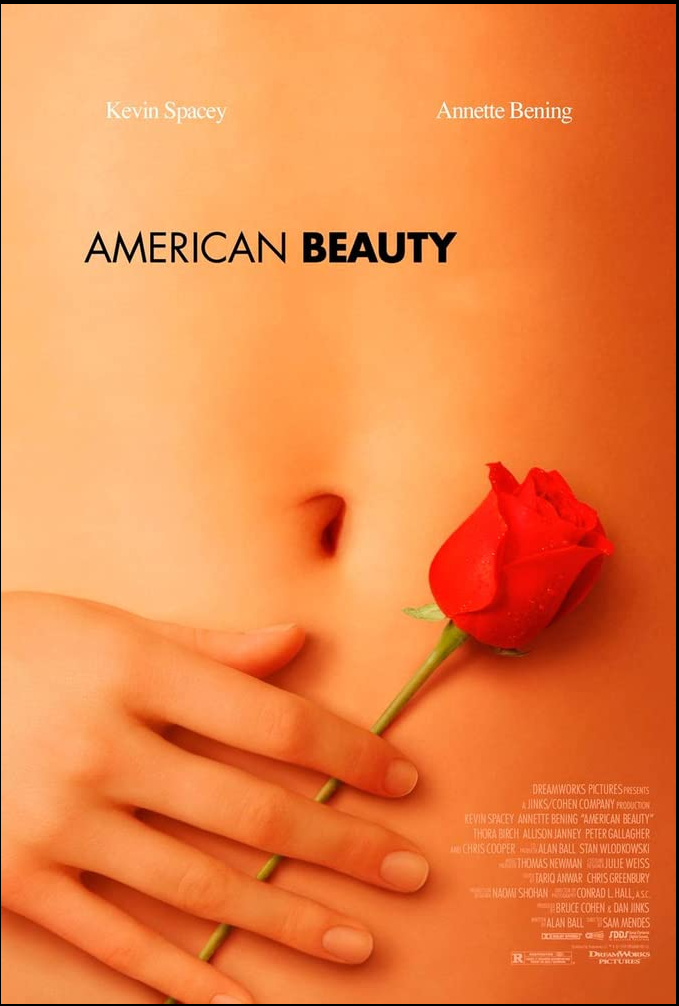 Kevin Spacey Annette Bening
AMERICAN BEAUTY
DREAMWORKS PICTURES PRESENTS
A JINKS/COHEN COMPANY PRODUCTION
KEVIN SPACEY ANNETTE BENING "AMERICAN BEAUTY"
THORA BIRCH ALLISON JANNEY PETER GALLAGHER
AND CHRIS COOPER ALAN BALL STAN WLODKOWSKI
THOMAS NEWMAN JULIE WEISS
TARIQ ANWAR CHRIS GREENBURY
NAOMI SHOHAN CONRAD L. HALL, A.S.C.
BRUCE COHEN & DAN JINKS
ALAN BALL SAM MENDES
SDDS
R
DREAMWORKS
PICTURES